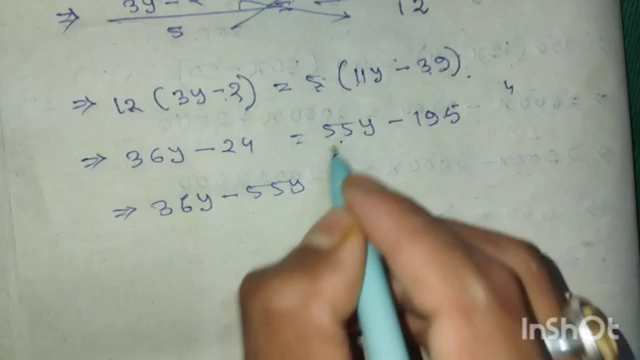 ⇒ 3y-2 / 5 12
⇒ 12 (3y-2) = 5 (11y-39).
⇒ 36y - 24 = 55y - 195
⇒ 36y - 55y
InShOt